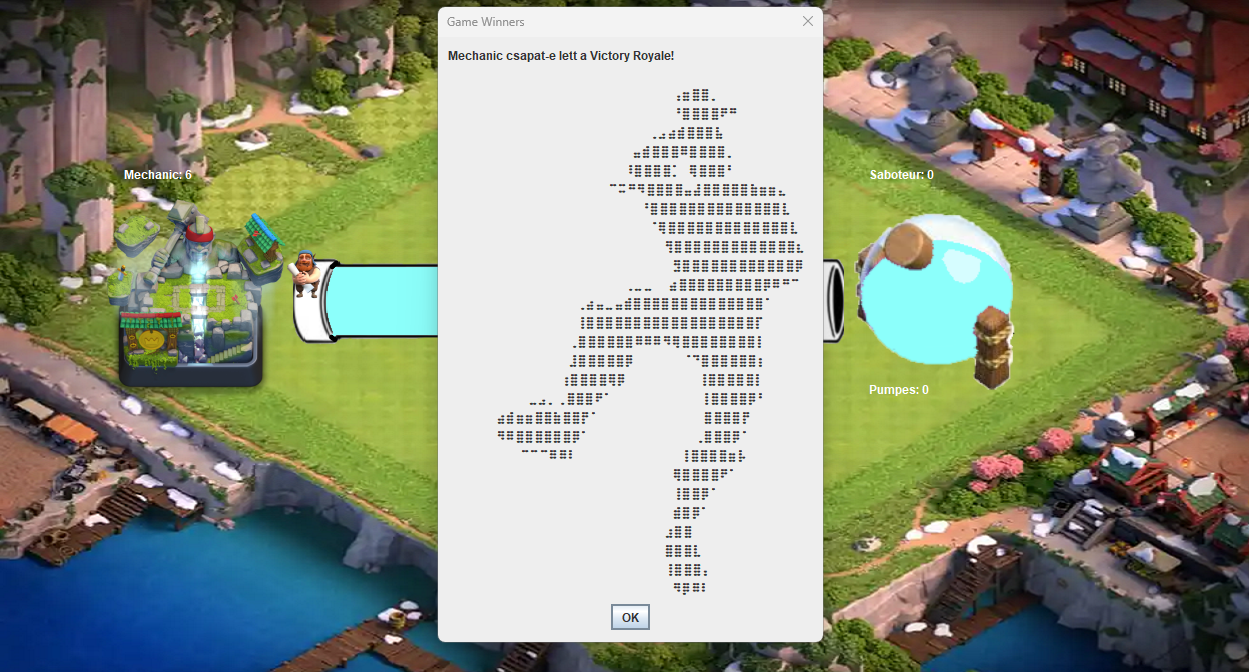 Game Winners
Mechanic csapat-e lett a Victory Royale!
Mechanic: 6
Saboteur: 0
Pumpes: 0
OK